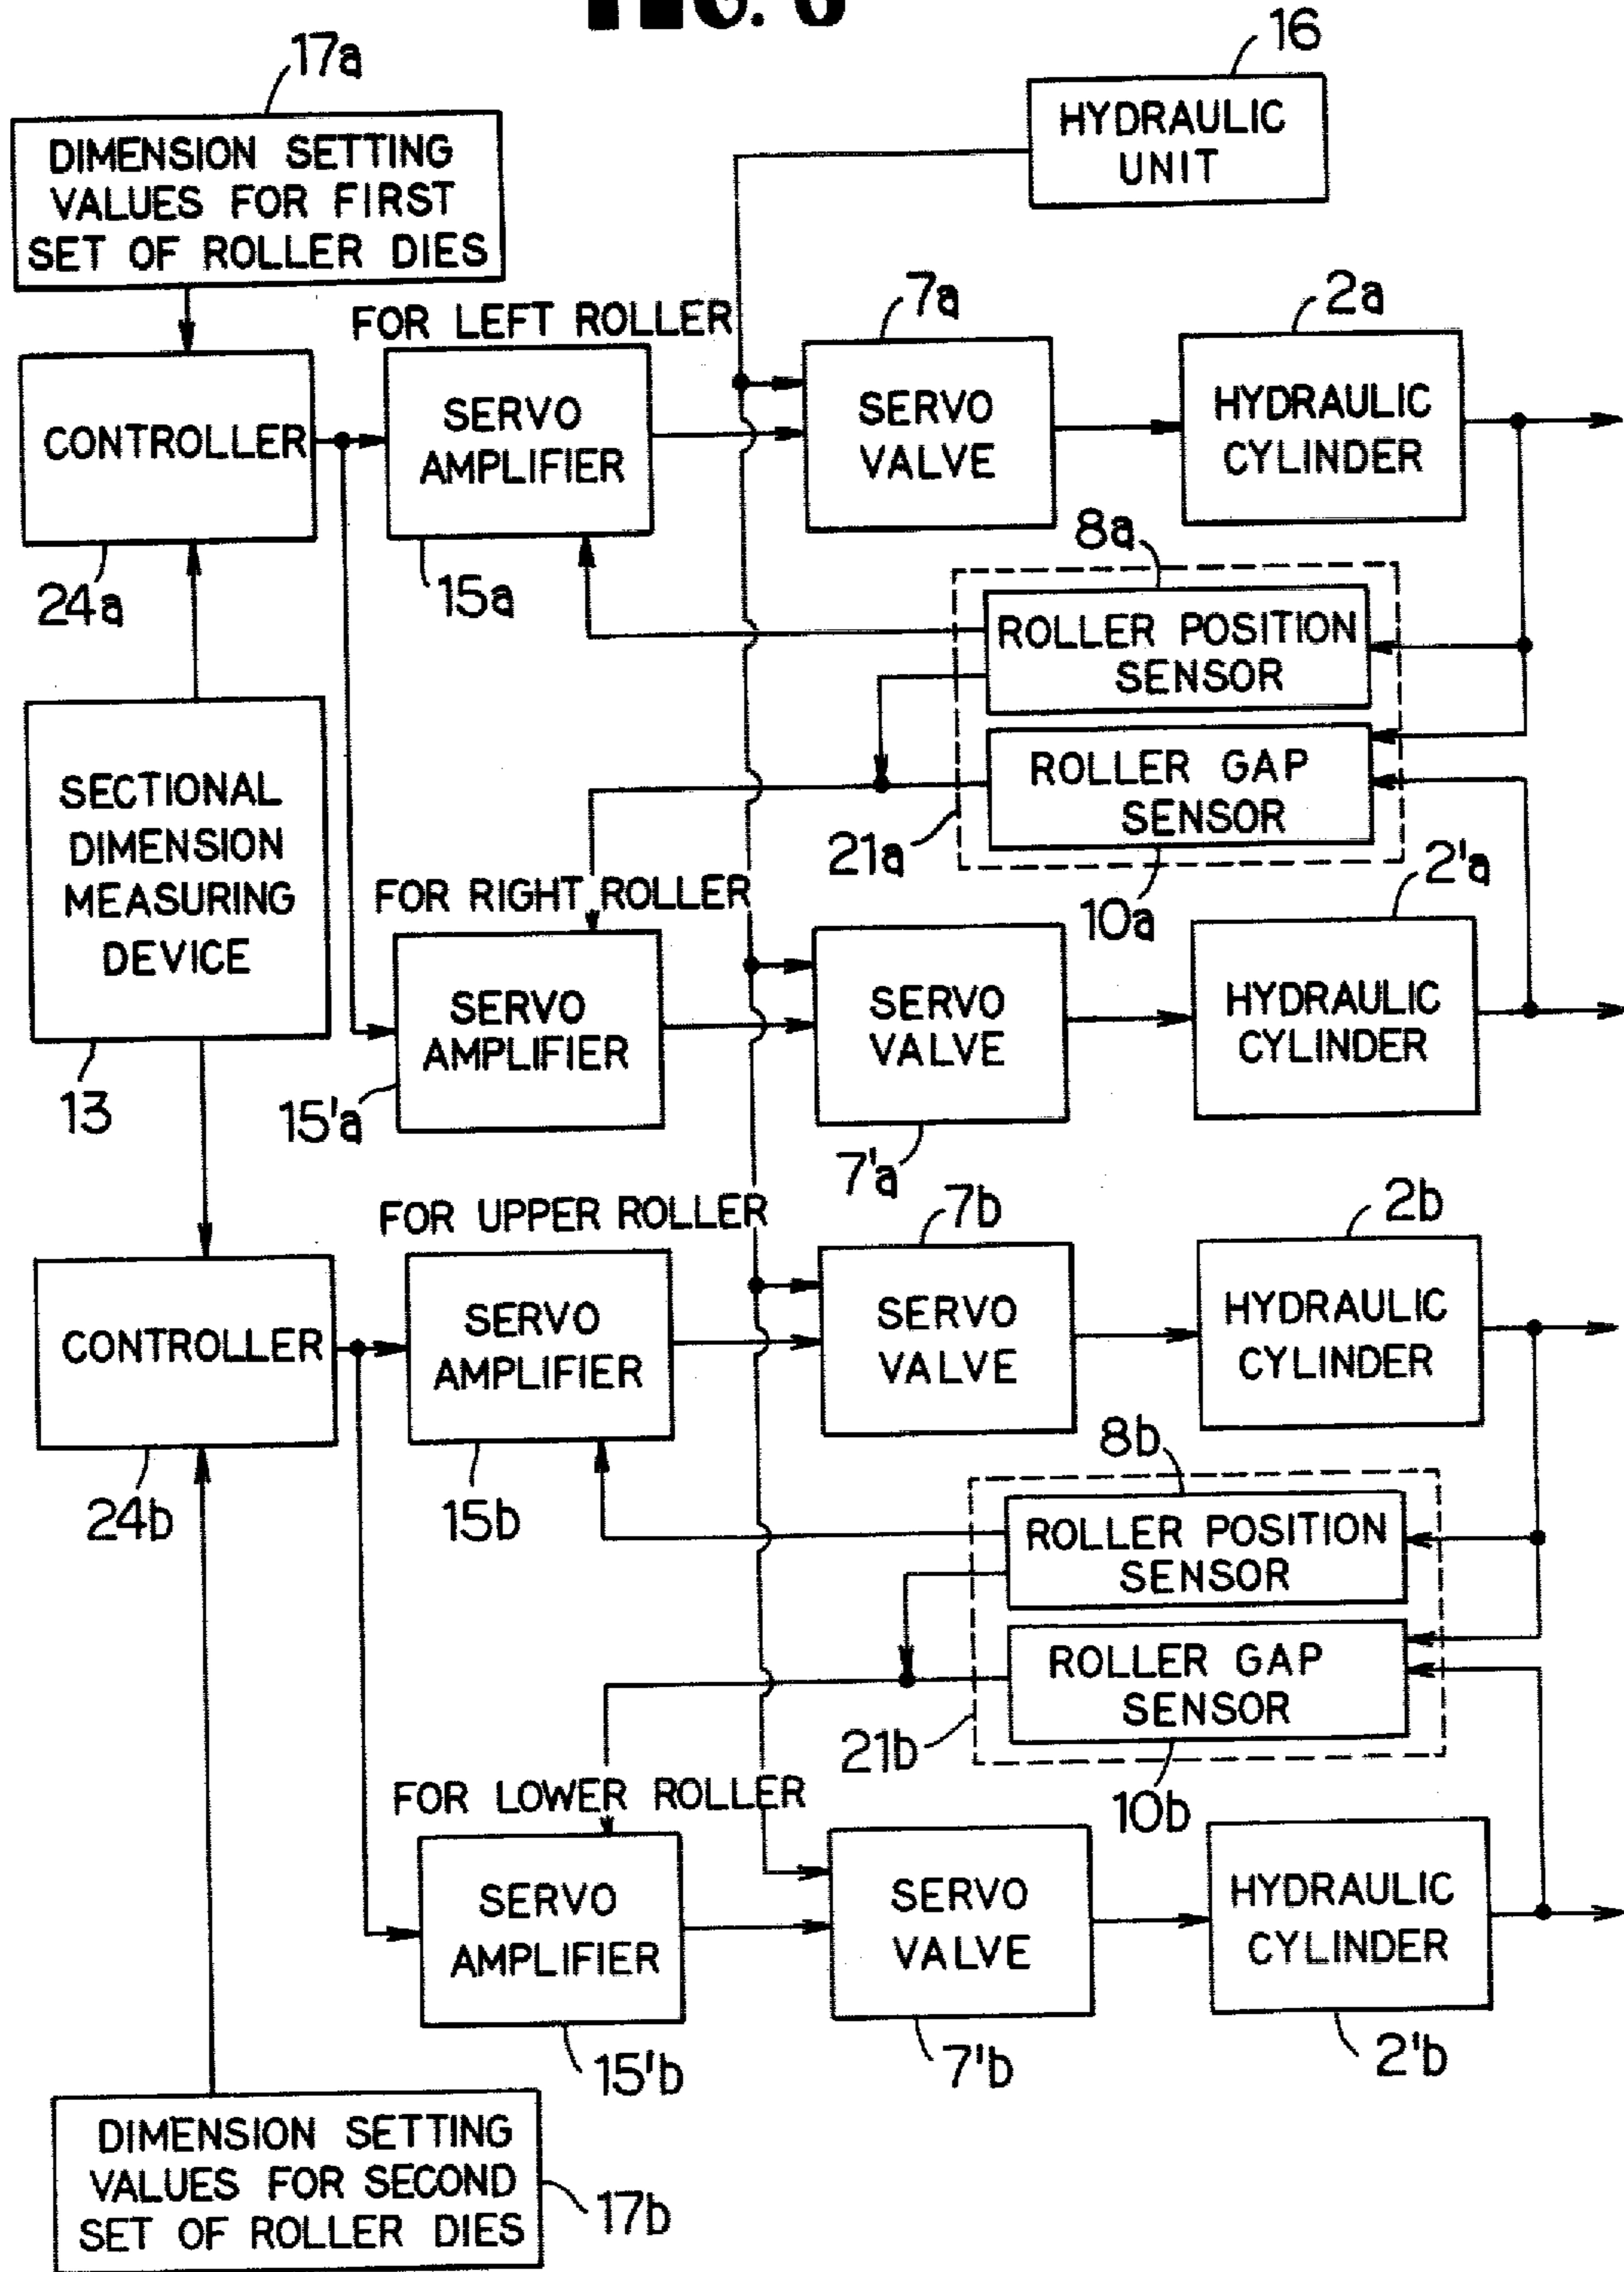 FIG. 6
17a
16
DIMENSION SETTING
VALUES FOR FIRST
SET OF ROLLER DIES
HYDRAULIC
UNIT
FOR LEFT ROLLER
7a
2a
CONTROLLER
SERVO
AMPLIFIER
SERVO
VALVE
HYDRAULIC
CYLINDER
24a
15a
8a
ROLLER POSITION
SENSOR
ROLLER GAP
SENSOR
21a
10a
SECTIONAL
DIMENSION
MEASURING
DEVICE
13
FOR RIGHT ROLLER
2'a
SERVO
AMPLIFIER
SERVO
VALVE
HYDRAULIC
CYLINDER
15'a
7'a
FOR UPPER ROLLER
7b
2b
CONTROLLER
SERVO
AMPLIFIER
SERVO
VALVE
HYDRAULIC
CYLINDER
24b
15b
8b
ROLLER POSITION
SENSOR
ROLLER GAP
SENSOR
21b
10b
FOR LOWER ROLLER
SERVO
AMPLIFIER
SERVO
VALVE
HYDRAULIC
CYLINDER
15'b
7'b
2'b
DIMENSION SETTING
VALUES FOR SECOND
SET OF ROLLER DIES
17b